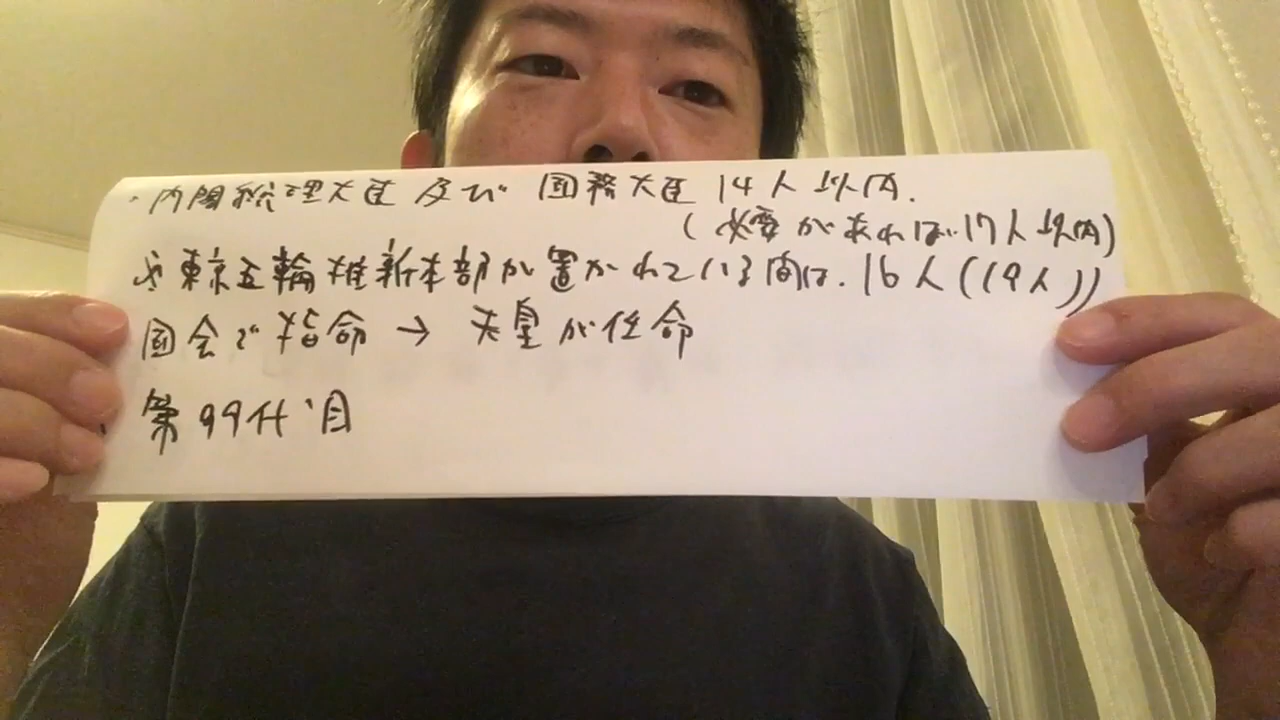 ・内閣総理大臣 及び 国務大臣 14人以内.
(必要があれば17人以内)
※東京五輪推新本部が置かれている間は.16人(19人))
国会で指命 → 天皇が任命
第99代目